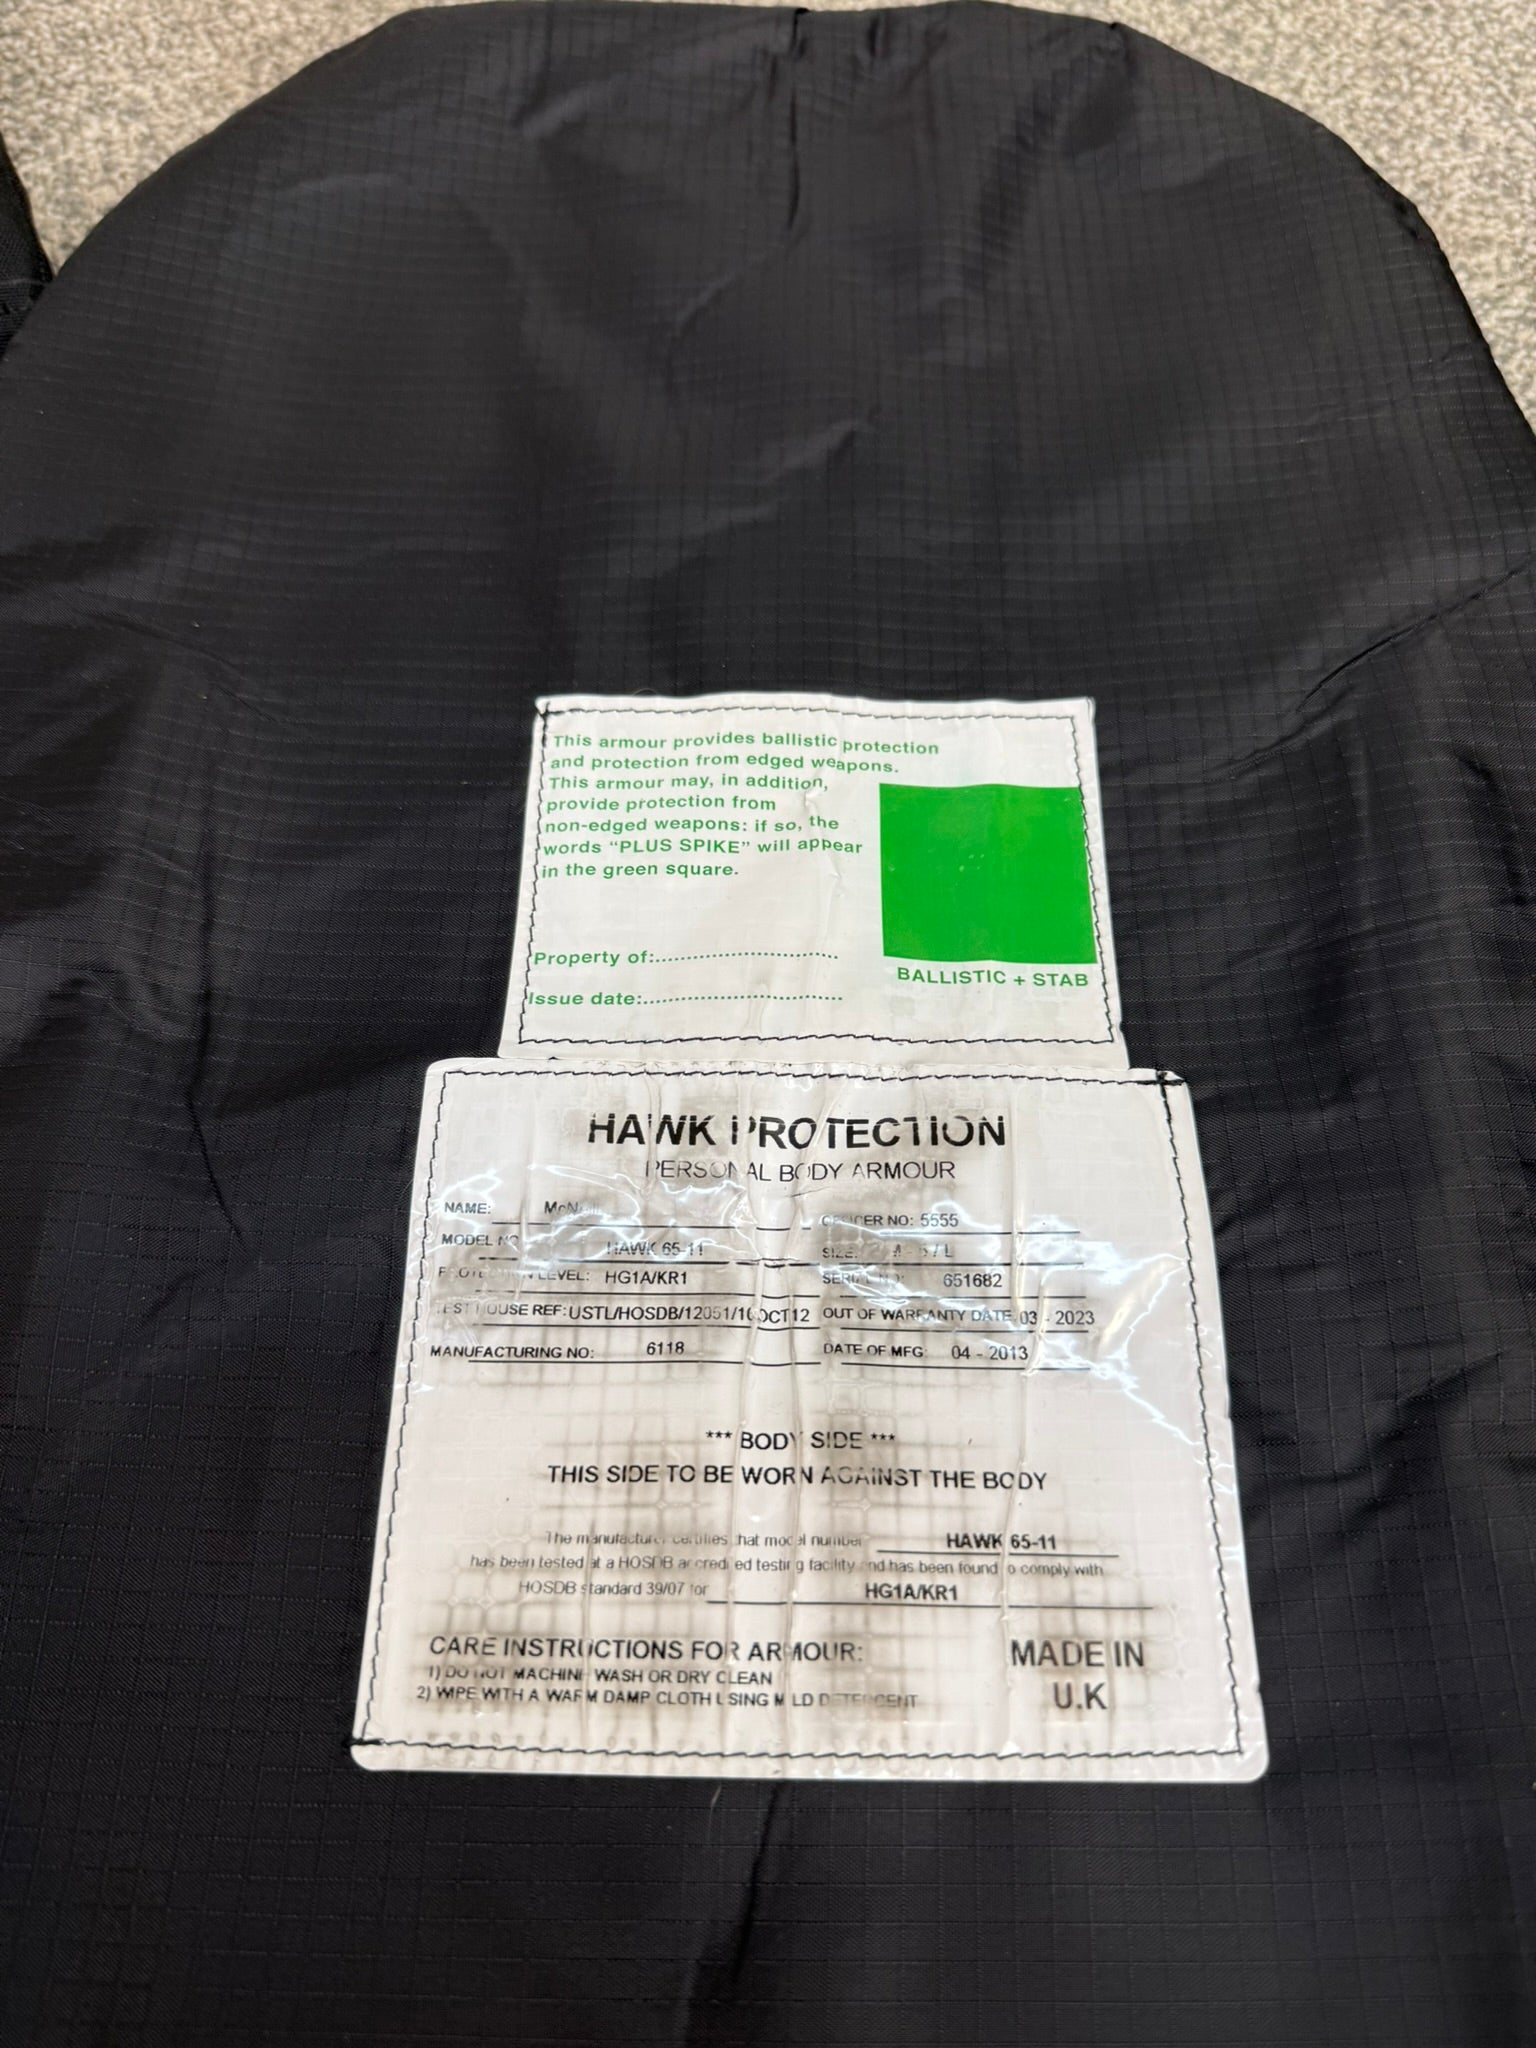 This armour provides ballistic protection
and protection from edged weapons.
This armour may, in addition,
provide protection from
non-edged weapons: if so, the
words “PLUS SPIKE” will appear
in the green square.
Property of:
Issue date:
BALLISTIC + STAB
HAWK PROTECTION
PERSONAL BODY ARMOUR
NAME: OFFICER NO: 5555
MODEL NO HAWK 65-11 SIZE: / L
PROTECTION LEVEL: HG1A/KR1 SERIAL NO: 651682
TEST HOUSE REF: USTL/HOSDB/12051/16OCT12 OUT OF WARRANTY DATE 03 - 2023
MANUFACTURING NO: 6118 DATE OF MFG: 04 - 2013
*** BODY SIDE ***
THIS SIDE TO BE WORN AGAINST THE BODY
The manufacturer certifies that model number HAWK 65-11
has been tested at a HOSDB accredited testing facility and has been found to comply with
HOSDB standard 39/07 for HG1A/KR1
CARE INSTRUCTIONS FOR ARMOUR:
1) DO NOT MACHINE WASH OR DRY CLEAN
2) WIPE WITH A WARM DAMP CLOTH USING MILD DETERGENT
MADE IN
U.K